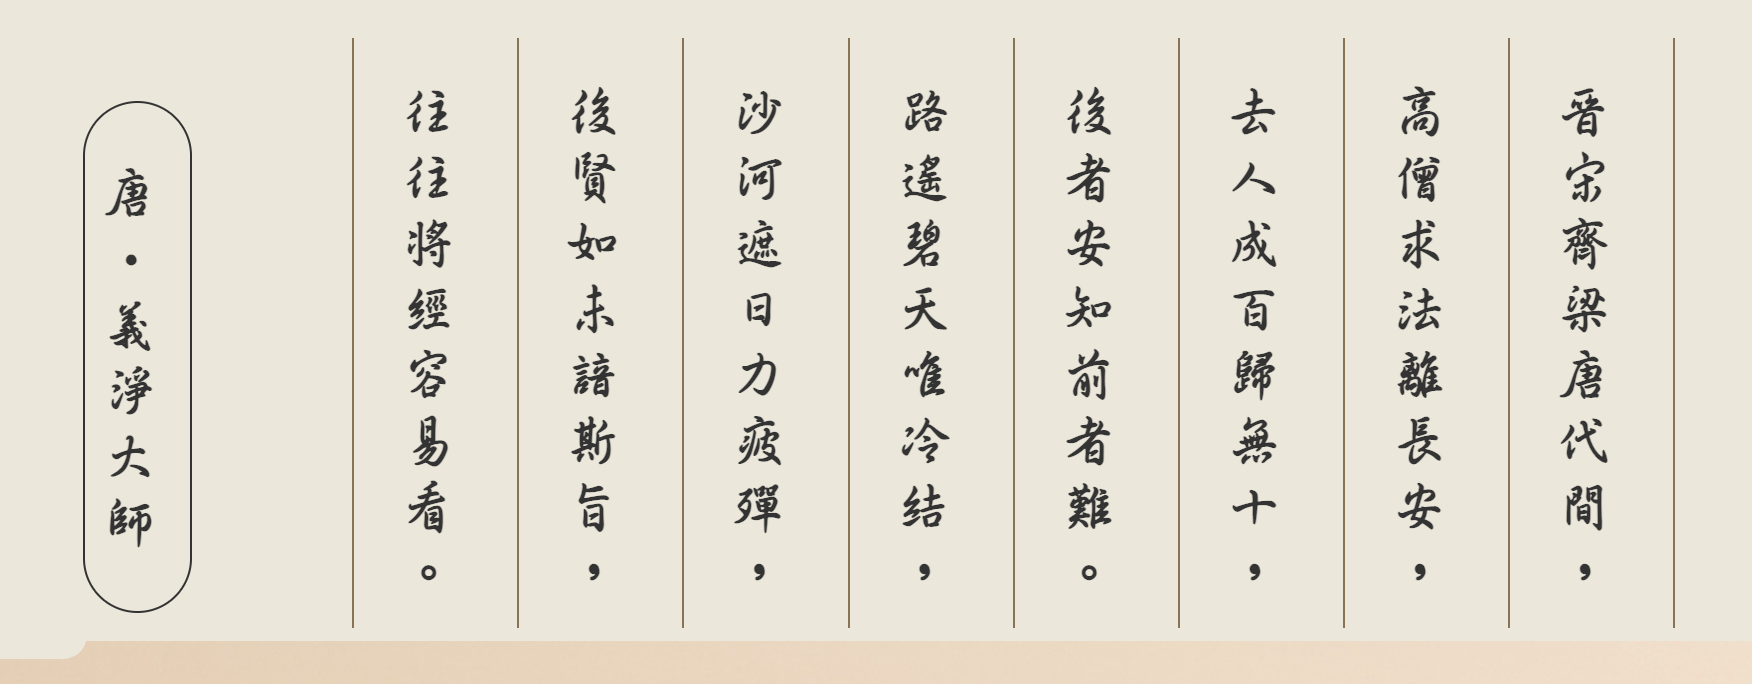 晉宋齊梁唐代間，
高僧求法離長安，
去人成百歸無十，
後者安知前者難。
路遙碧天唯冷结，
沙河遮日力疲殫，
後賢如未諳斯旨，
往往將經容易看。
唐・義淨大師